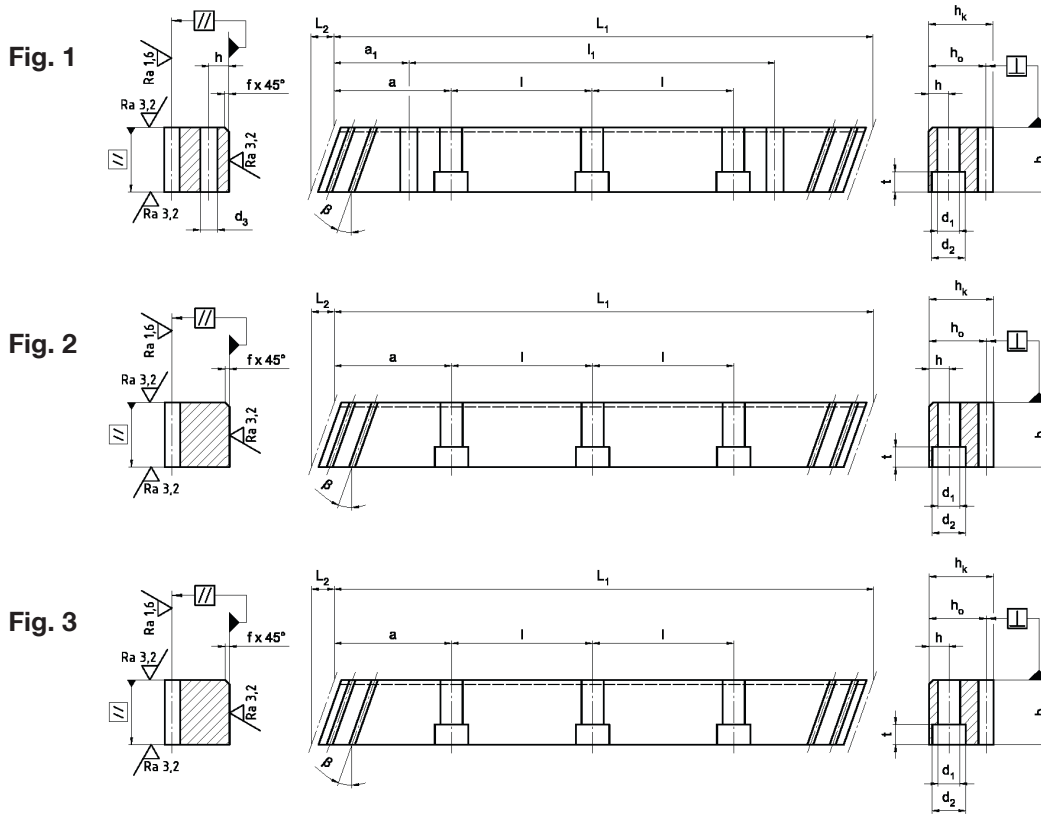 Fig. 1
Ra 1,6
//
h
f x 45°
Ra 3,2
Ra 3,2
//
Ra 3,2
d3
L2
L1
a1
l1
a
l
l
β
hk
ho
h
⊥
t
d1
d2
Fig. 2
Ra 1,6
//
f x 45°
Ra 3,2
Ra 3,2
//
Ra 3,2
L2
L1
a
l
l
β
hk
ho
h
⊥
t
d1
d2
Fig. 3
Ra 1,6
//
f x 45°
Ra 3,2
Ra 3,2
//
Ra 3,2
L2
L1
a
l
l
β
hk
ho
h
⊥
t
d1
d2